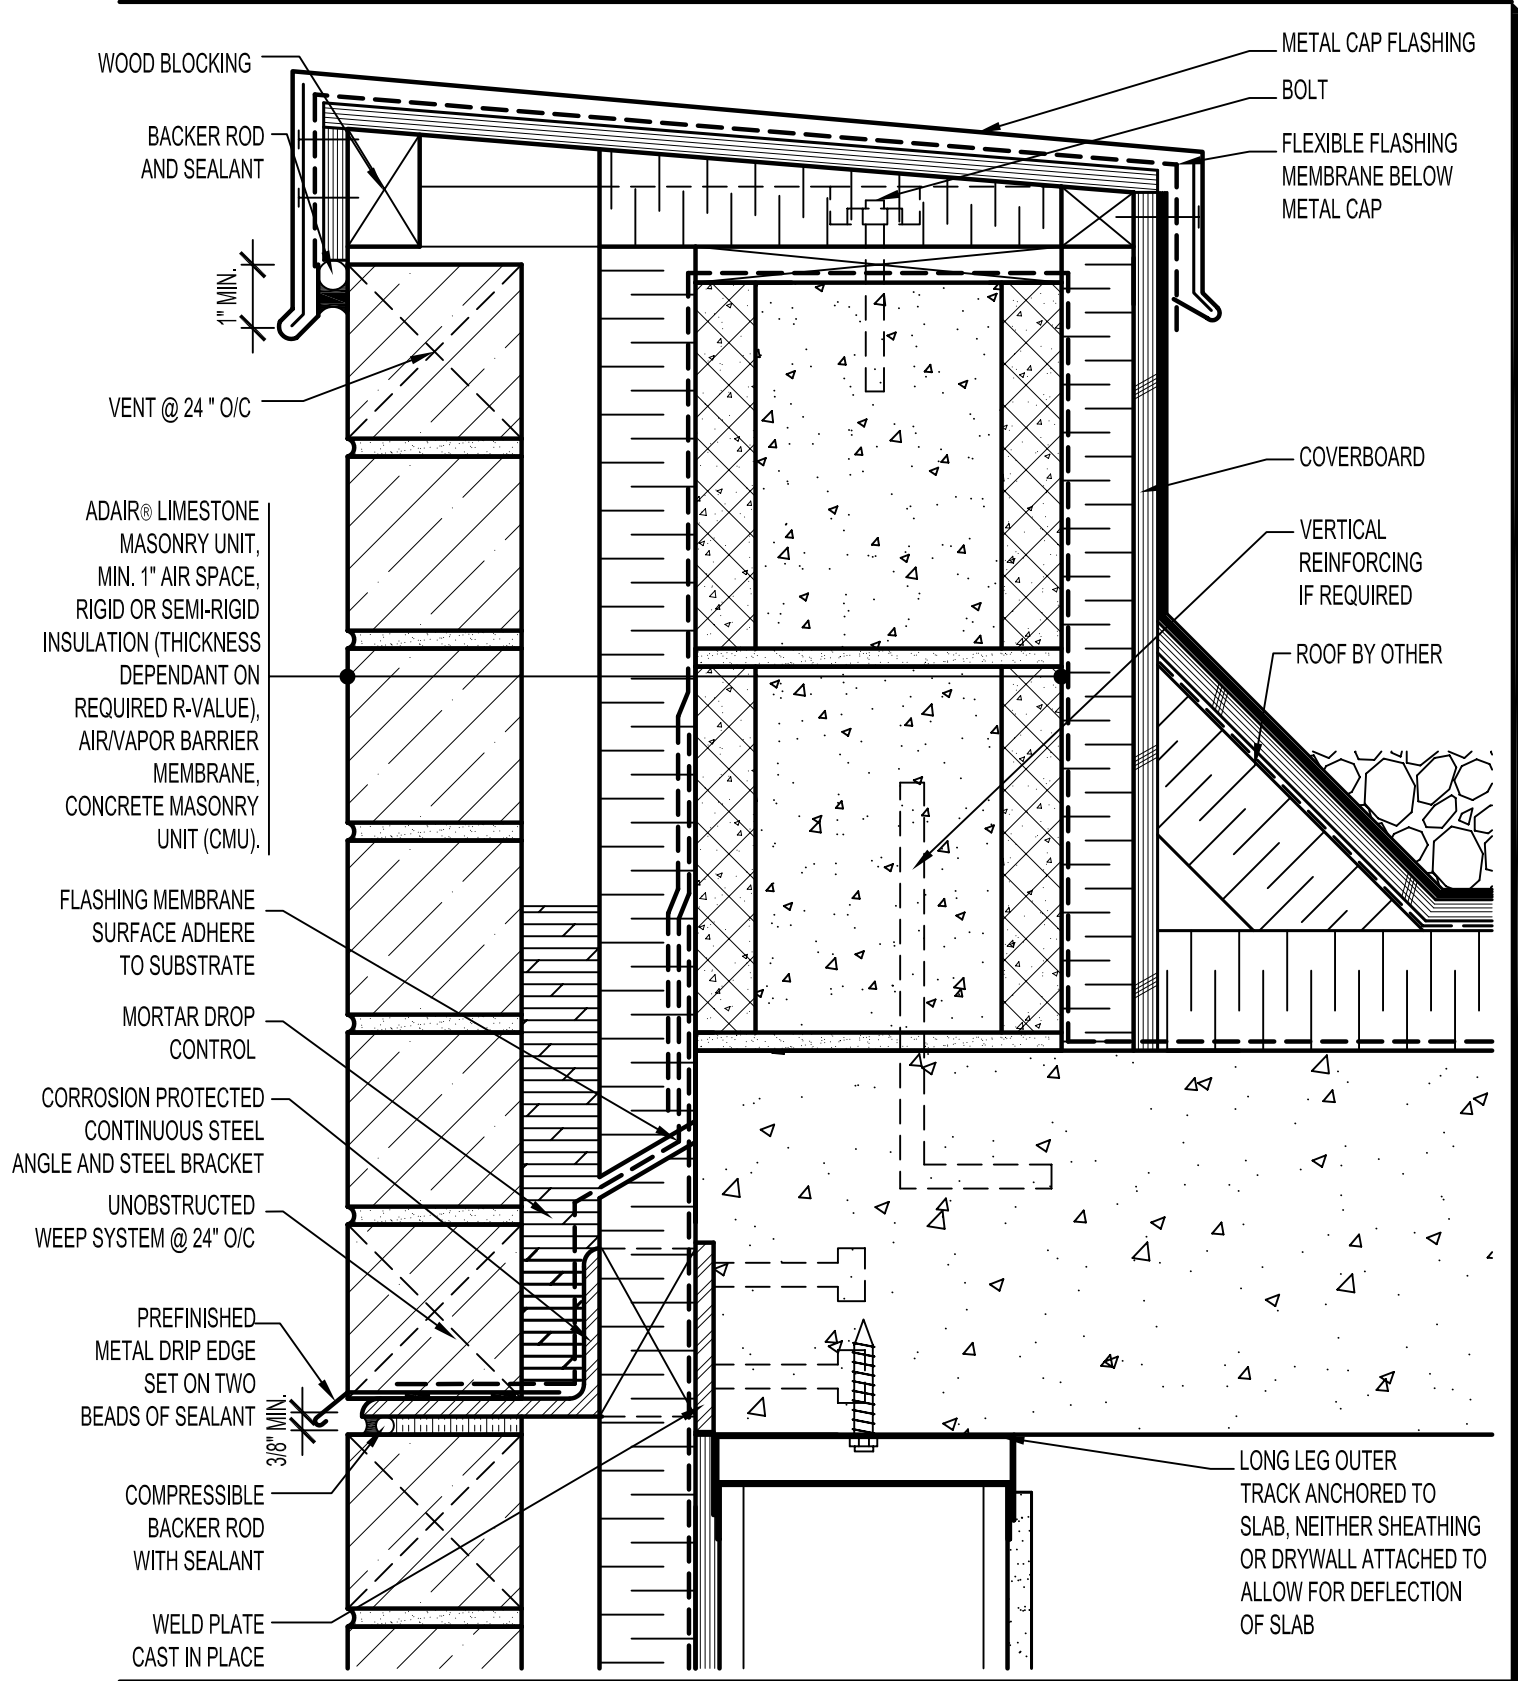 WOOD BLOCKING
BACKER ROD
AND SEALANT
1" MIN.
VENT @ 24 " O/C
ADAIR® LIMESTONE
MASONRY UNIT,
MIN. 1" AIR SPACE,
RIGID OR SEMI-RIGID
INSULATION (THICKNESS
DEPENDANT ON
REQUIRED R-VALUE),
AIR/VAPOR BARRIER
MEMBRANE,
CONCRETE MASONRY
UNIT (CMU).
FLASHING MEMBRANE
SURFACE ADHERE
TO SUBSTRATE
MORTAR DROP
CONTROL
CORROSION PROTECTED
CONTINUOUS STEEL
ANGLE AND STEEL BRACKET
UNOBSTRUCTED
WEEP SYSTEM @ 24" O/C
PREFINISHED
METAL DRIP EDGE
SET ON TWO
BEADS OF SEALANT
3/8" MIN.
COMPRESSIBLE
BACKER ROD
WITH SEALANT
WELD PLATE
CAST IN PLACE
METAL CAP FLASHING
BOLT
FLEXIBLE FLASHING
MEMBRANE BELOW
METAL CAP
COVERBOARD
VERTICAL
REINFORCING
IF REQUIRED
ROOF BY OTHER
LONG LEG OUTER
TRACK ANCHORED TO
SLAB, NEITHER SHEATHING
OR DRYWALL ATTACHED TO
ALLOW FOR DEFLECTION
OF SLAB